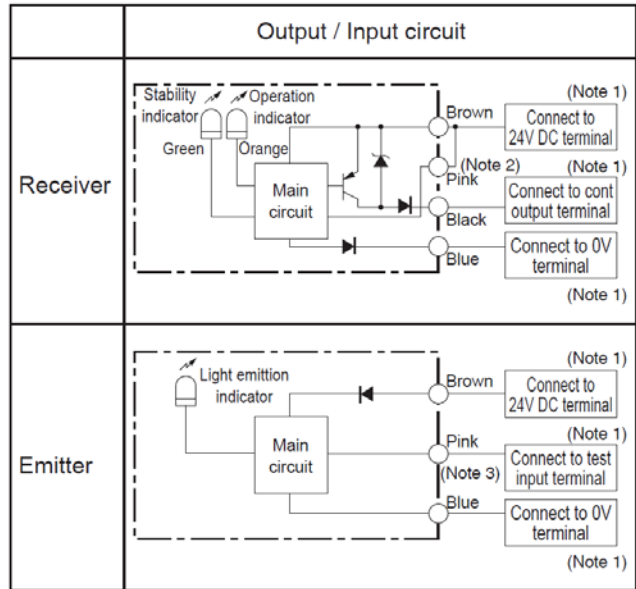 Output / Input circuit
Receiver
Stability
indicator
Operation
indicator
Green
Orange
Main
circuit
Brown
(Note 1)
Connect to
24V DC terminal
(Note 2)
Pink
(Note 1)
Connect to cont
output terminal
Black
Blue
Connect to 0V
terminal
(Note 1)
Emitter
Light emittion
indicator
Main
circuit
Brown
(Note 1)
Connect to
24V DC terminal
Pink
(Note 3)
(Note 1)
Connect to test
input terminal
Blue
Connect to 0V
terminal
(Note 1)